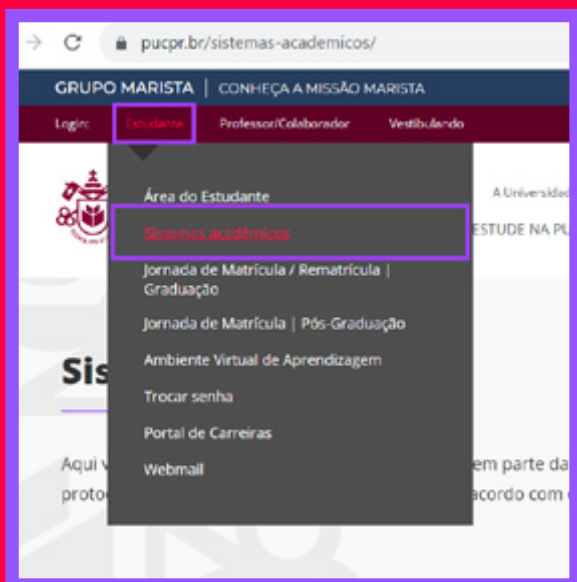 pucpr.br/sistemas-academicos/
GRUPO MARISTA | CONHEÇA A MISSÃO MARISTA
Login: Estudante Professor/Colaborador Vestibulando
Área do Estudante
A Universidad
Sistemas acadêmicos
ESTUDE NA PU
Jornada de Matrícula / Rematrícula |
Graduação
Jornada de Matrícula | Pós-Graduação
Ambiente Virtual de Aprendizagem
Sis
Trocar senha
Portal de Carreiras
Aqui v
Webmail
em parte da
proto
acordo com